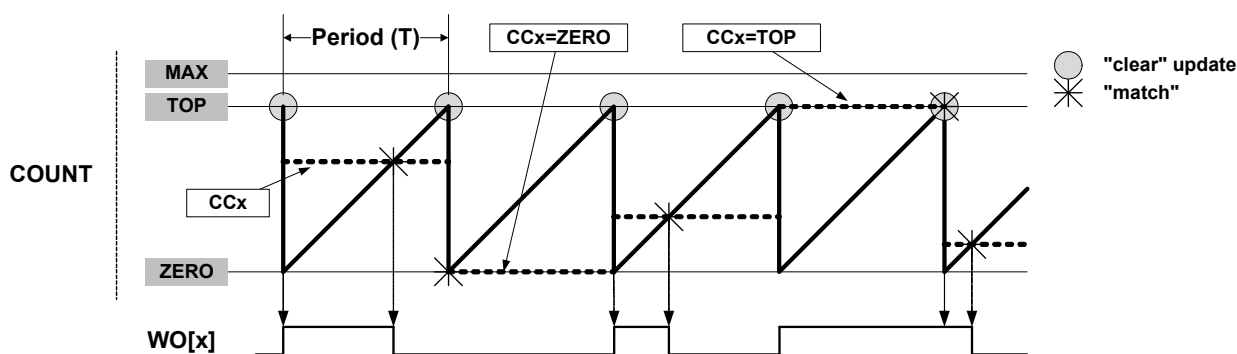 Period (T)
CCx=ZERO
CCx=TOP
MAX
"clear" update
TOP
"match"
COUNT
CCx
ZERO
WO[x]